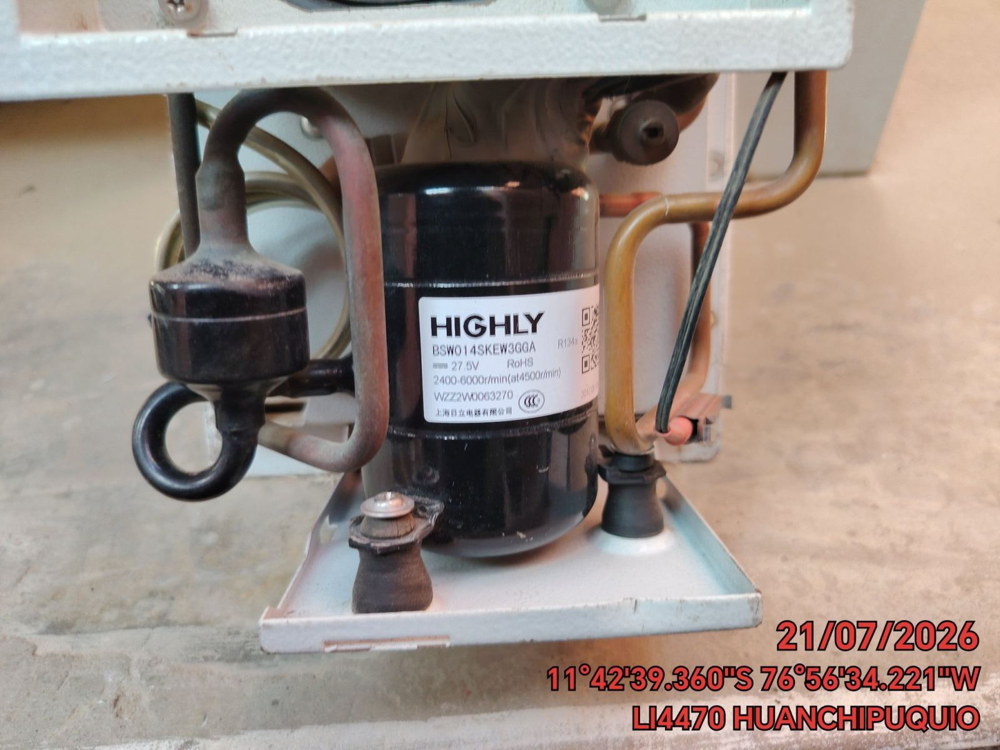 HIGHLY
BSW014SKEW3GGA
R134a
27.5V RoHS
2400-6000r/min(at4500r/min)
WZZ2W0063270
上海日立电器有限公司
21/07/2026
11°42'39.360"S 76°56'34.221"W
LI4470 HUANCHIPUQUIO